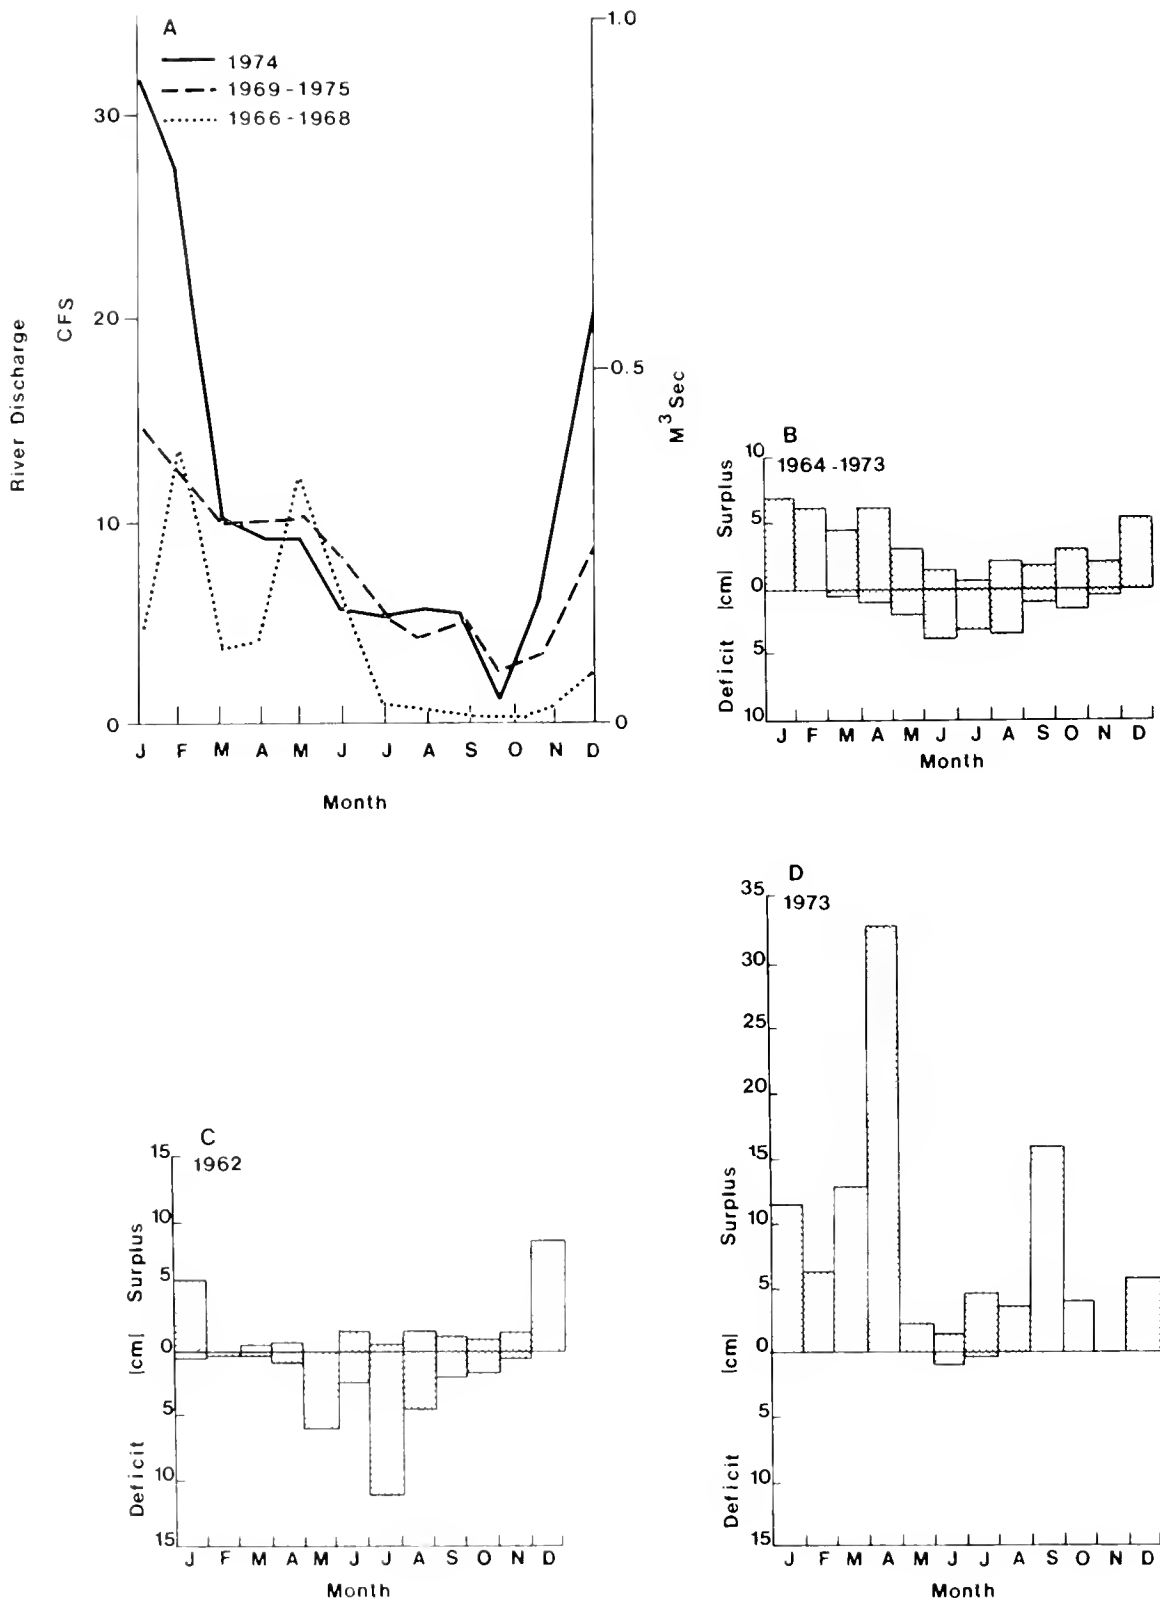 A
1974
1969-1975
1966-1968
1.0
30
20
10
0
0.5
0
River Discharge
CFS
M3 Sec
J F M A M J J A S O N D
Month
B
1964-1973
10
5
0
5
10
Deficit |cm| Surplus
J F M A M J J A S O N D
Month
C
1962
15
10
5
0
5
10
15
Deficit |cm| Surplus
J F M A M J J A S O N D
Month
D
1973
35
30
25
20
15
10
5
0
5
10
15
Deficit |cm| Surplus
J F M A M J J A S O N D
Month